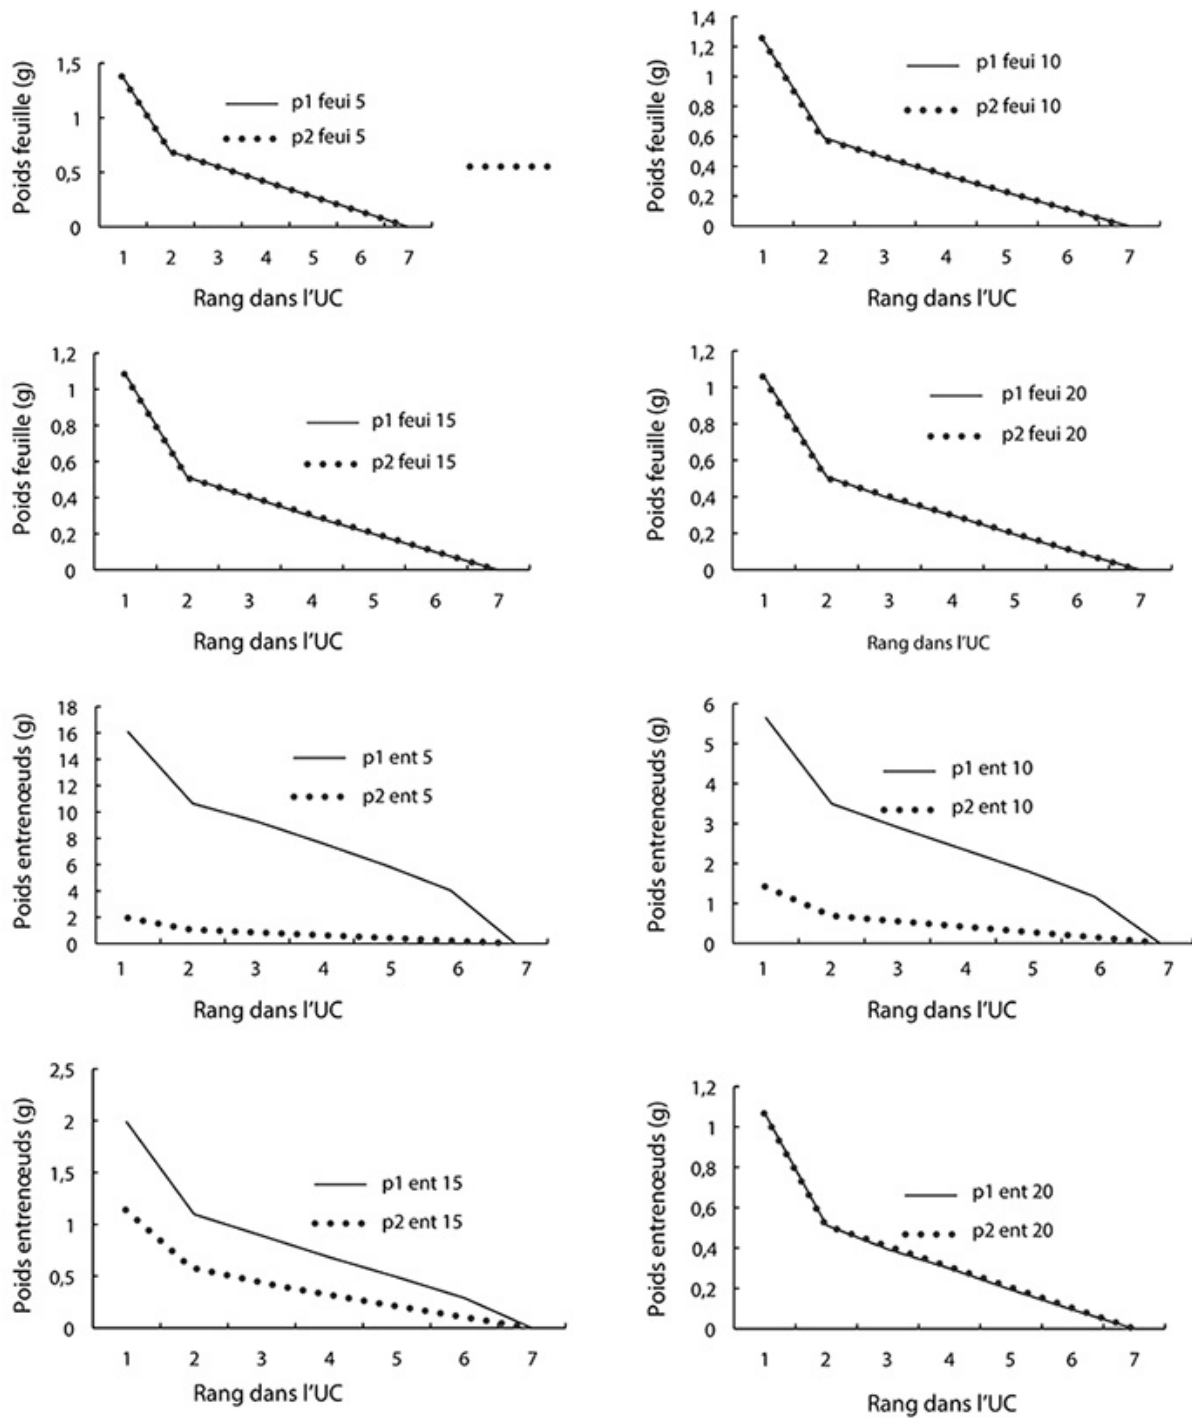 Poids feuille (g)
1,5
1
0,5
0
p1 feui 5
p2 feui 5
1 2 3 4 5 6 7
Rang dans l'UC
Poids feuille (g)
1,4
1,2
1
0,8
0,6
0,4
0,2
0
p1 feui 10
p2 feui 10
1 2 3 4 5 6 7
Rang dans l'UC
Poids feuille (g)
1,2
1
0,8
0,6
0,4
0,2
0
p1 feui 15
p2 feui 15
1 2 3 4 5 6 7
Rang dans l'UC
Poids feuille (g)
1,2
1
0,8
0,6
0,4
0,2
0
p1 feui 20
p2 feui 20
1 2 3 4 5 6 7
Rang dans l'UC
Poids entrenœuds (g)
18
16
14
12
10
8
6
4
2
0
p1 ent 5
p2 ent 5
1 2 3 4 5 6 7
Rang dans l'UC
Poids entrenœuds (g)
6
5
4
3
2
1
0
p1 ent 10
p2 ent 10
1 2 3 4 5 6 7
Rang dans l'UC
Poids entrenœuds (g)
2,5
2
1,5
1
0,5
0
p1 ent 15
p2 ent 15
1 2 3 4 5 6 7
Rang dans l'UC
Poids entrenœuds (g)
1,2
1
0,8
0,6
0,4
0,2
0
p1 ent 20
p2 ent 20
1 2 3 4 5 6 7
Rang dans l'UC